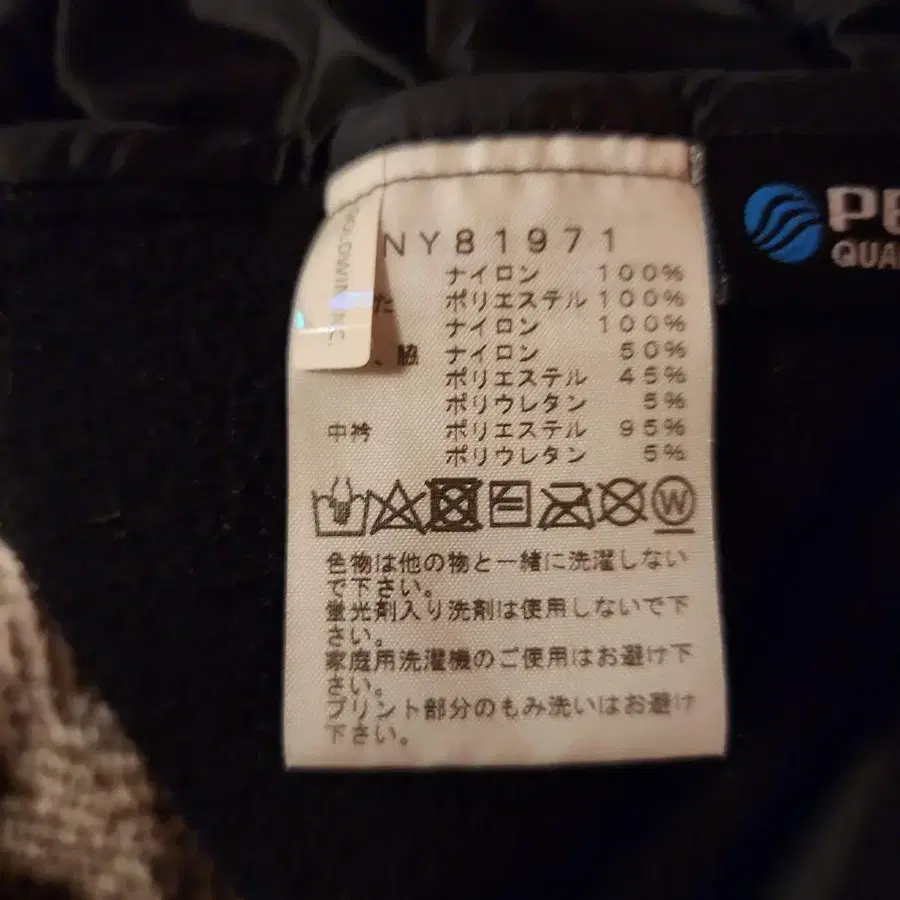 NY81971
GOLDWIN INC.
ナイロン 100%
た ポリエステル 100%
ナイロン 100%
、脇 ナイロン 50%
ポリエステル 45%
ポリウレタン 5%
中衿 ポリエステル 95%
ポリウレタン 5%
W
色物は他の物と一緒に洗濯しない
で下さい。
蛍光剤入り洗剤は使用しないで下
さい。
家庭用洗濯機のご使用はお避け下
さい。
プリント部分のもみ洗いはお避け
下さい。